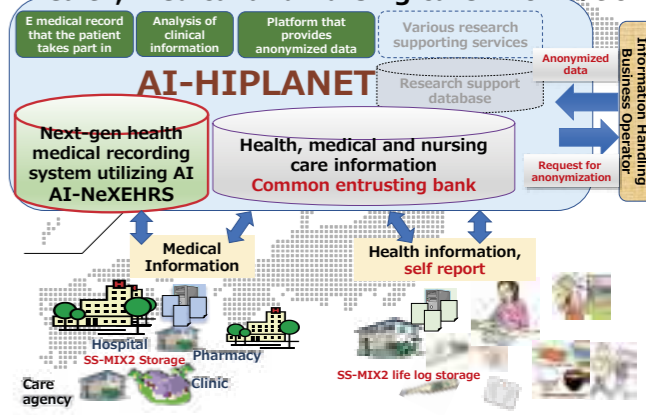 E medical record
that the patient
takes part in
Analysis of
clinical
information
Platform that
provides
anonymized data
Various research
supporting services
AI-HIPLANET
Research support
database
Anonymized
data
Information Handling
Business Operator
Request for
anonymization
Next-gen health
medical recording
system utilizing AI
AI-NeXEHRS
Health, medical and nursing
care information
Common entrusting bank
Medical
Information
Health information,
self report
Hospital
SS-MIX2 Storage
Pharmacy
Clinic
Care
agency
SS-MIX2 life log storage